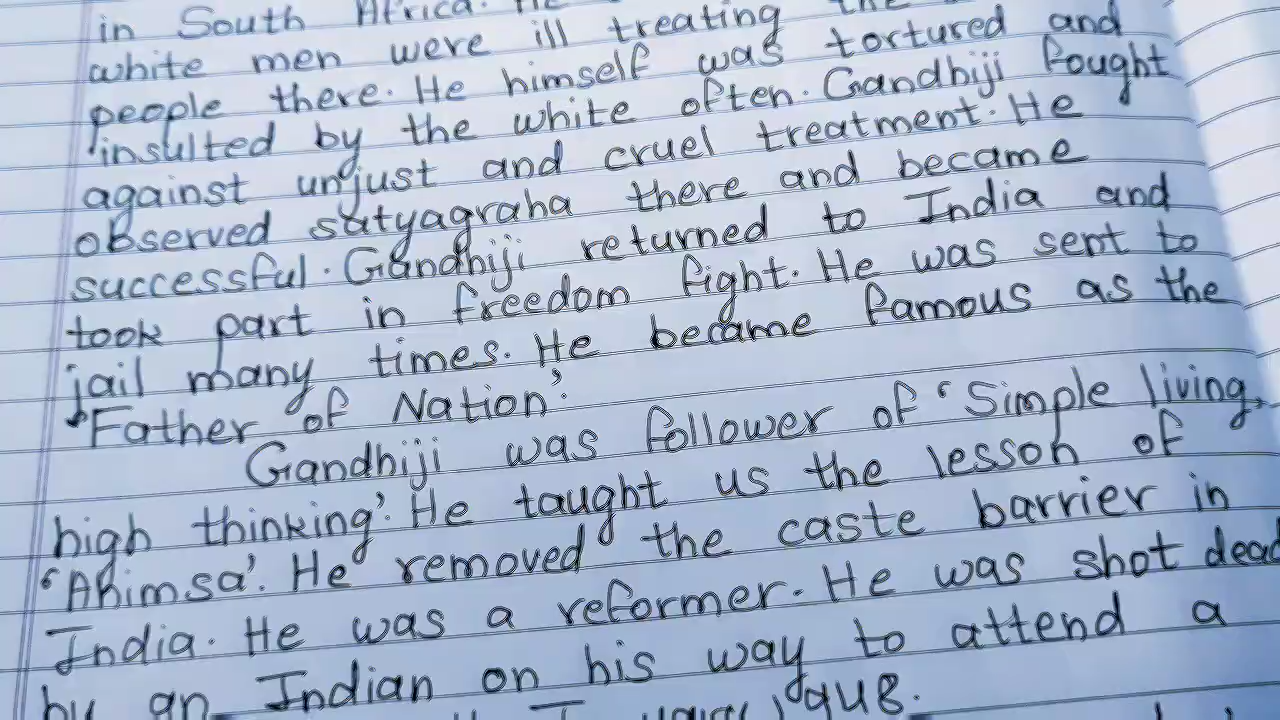 in South Africa. He
white men were ill treating the
people there. He himself was tortured and
insulted by the white often. Gandhiji fought
against unjust and cruel treatment. He
observed satyagraha there and became
successful. Gandhiji returned to India and
took part in freedom fight. He was sent to
jail many times. He became famous as the
'Father of Nation'.
Gandhiji was follower of 'Simple living,
high thinking'. He taught us the lesson of
'Ahimsa'. He removed the caste barrier in
India. He was a reformer. He was shot dead
by an Indian on his way to attend a